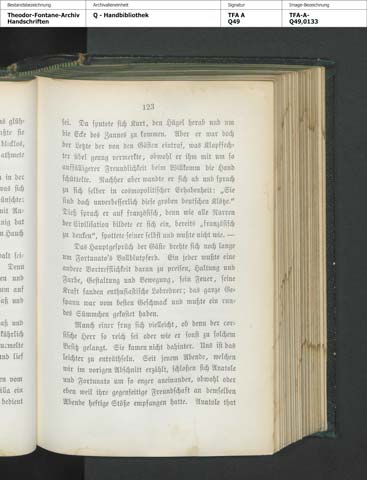 Bestandsbezeichnung
Archivalieneinheit
Signatur
Image-Bezeichnung
Theodor-Fontane-Archiv
Handschriften
Q - Handbibliothek
TFA A
Q49
TFA-A-
Q49,0133
123
sei. Da sputete sich Kurt, den Hügel herab und um
die Ecke des Zaunes zu kommen. Aber er war doch
der Letzte der von den Gästen eintraf, was Klopffech-
ter übel genug vermerkte, obwohl er ihm mit um so
auffälligerer Freundlichkeit beim Willkomm die Hand
schüttelte. Nachher aber wandte er sich ab und sprach
zu sich selber in cosmopolitischer Erhabenheit: „Sie
sind doch unverbesserlich diese groben deutschen Klötze.“
Dieß sprach er auf französisch, denn wie alle Narren
der Civilisation bildete er sich ein, bereits „französisch
zu denken“, spottete seiner selbst und wußte nicht wie. —
Das Hauptgespräch der Gäste drehte sich noch lange
um Fortunato's Vollblutpferd. Ein jeder wußte eine
andere Vortrefflichkeit daran zu preisen, Haltung und
Farbe, Gestaltung und Bewegung, sein Feuer, seine
Kraft fanden enthusiastische Lobredner; das ganze Ge-
spann war vom besten Geschmack und mußte ein run-
des Sümmchen gekostet haben.
Manch einer frug sich vielleicht, ob denn der cor-
sische Herr so reich sei oder wie er sonst zu solchem
Besitz gelangt. Sie kamen nicht dahinter. Uns ist das
leichter zu enträthseln. Seit jenem Abende, welchen
wir im vorigen Abschnitt erzählt, schlossen sich Anatole
und Fortunato um so enger aneinander, obwohl oder
eben weil ihre gegenseitige Freundschaft an demselben
Abende heftige Stöße empfangen hatte. Anatole that